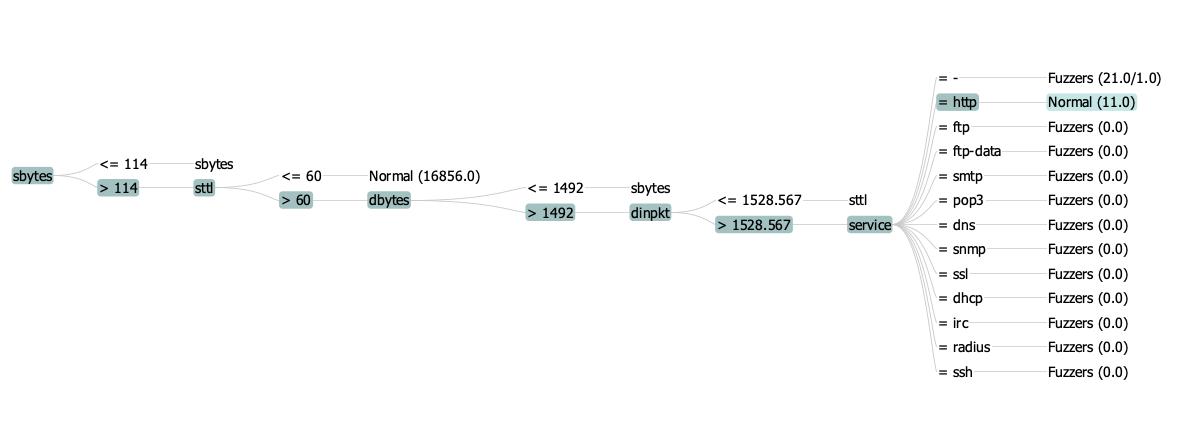 sbytes
<= 114
sbytes
> 114
sttl
<= 60
Normal (16856.0)
> 60
dbytes
<= 1492
sbytes
> 1492
dinpkt
<= 1528.567
sttl
> 1528.567
service
= -
Fuzzers (21.0/1.0)
= http
Normal (11.0)
= ftp
Fuzzers (0.0)
= ftp-data
Fuzzers (0.0)
= smtp
Fuzzers (0.0)
= pop3
Fuzzers (0.0)
= dns
Fuzzers (0.0)
= snmp
Fuzzers (0.0)
= ssl
Fuzzers (0.0)
= dhcp
Fuzzers (0.0)
= irc
Fuzzers (0.0)
= radius
Fuzzers (0.0)
= ssh
Fuzzers (0.0)